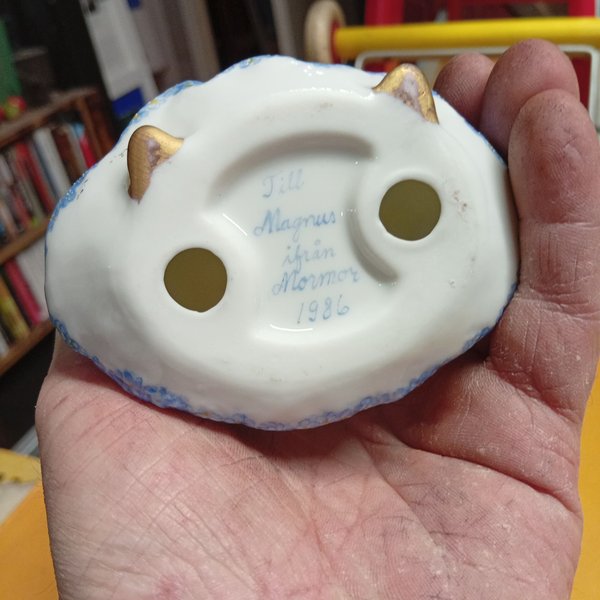 Till
Magnus
ifrån
Mormor
1986